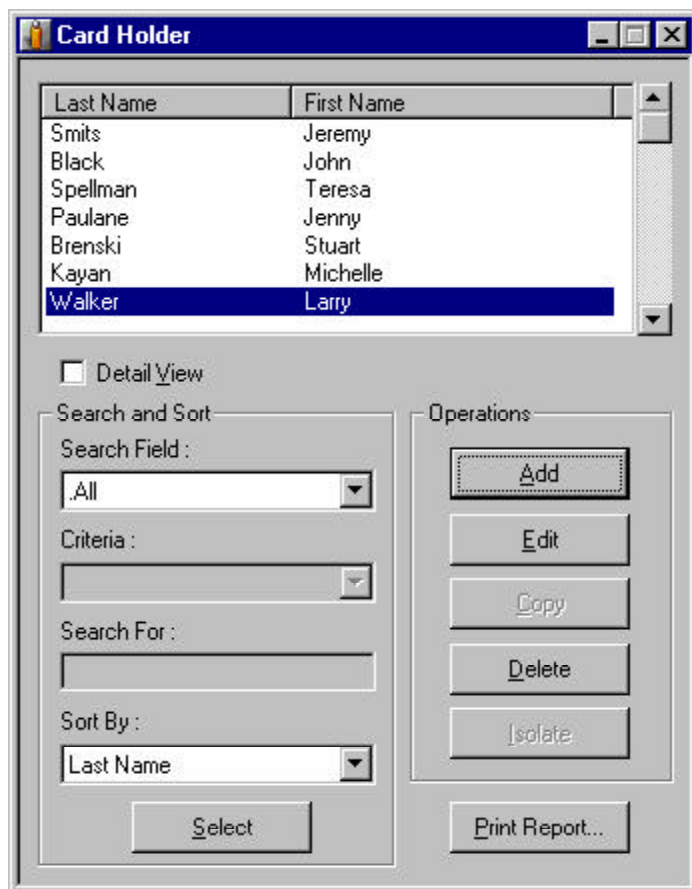 Card Holder
Last Name First Name
Smits Jeremy
Black John
Spellman Teresa
Paulane Jenny
Brenski Stuart
Kayan Michelle
Walker Larry
Detail View
Search and Sort
Search Field :
.All
Criteria :
Search For :
Sort By :
Last Name
Select
Operations
Add
Edit
Copy
Delete
Isolate
Print Report...